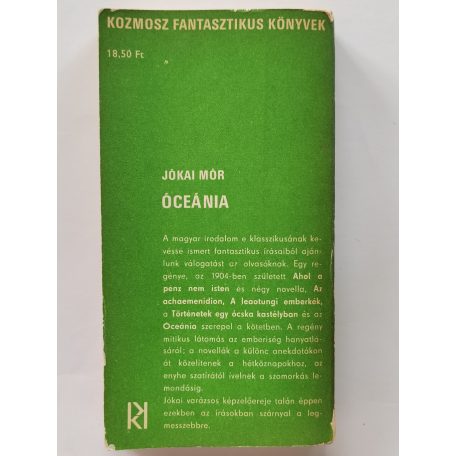 KOZMOSZ FANTASZTIKUS KÖNYVEK
18,50 Ft
JÓKAI MÓR
ÓCEÁNIA
A magyar irodalom e klasszikusának ke-
vésse ismert fantasztikus írásaiból aján-
lunk válogatást az olvasóknak. Egy re-
génye, az 1904-ben született Ahol a
pénz nem isten és négy novella, Az
achaemenidion, A leaotungi emberkék,
a Történetek egy ócska kastélyban és az
Óceánia szerepel a kötetben. A regény
mitikus látomás az emberiség hanyatlá-
sáról; a novellák a különc anekdotákon
át közelítenek a hétköznapokhoz, az
enyhe szatírától ívelnek a szomorkás le-
mondásig.
Jókai varázsos képzelőereje talán éppen
ezekben az írásokban szárnyal a leg-
messzebbre.